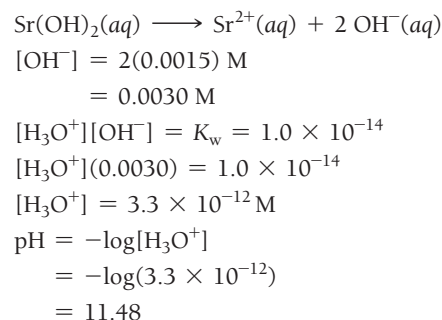 Sr(OH)₂(aq) ⟶ Sr²⁺(aq) + 2 OH⁻(aq)
[OH⁻] = 2(0.0015) M
= 0.0030 M
[H₃O⁺][OH⁻] = K_w = 1.0 × 10⁻¹⁴
[H₃O⁺](0.0030) = 1.0 × 10⁻¹⁴
[H₃O⁺] = 3.3 × 10⁻¹² M
pH = −log[H₃O⁺]
= −log(3.3 × 10⁻¹²)
= 11.48